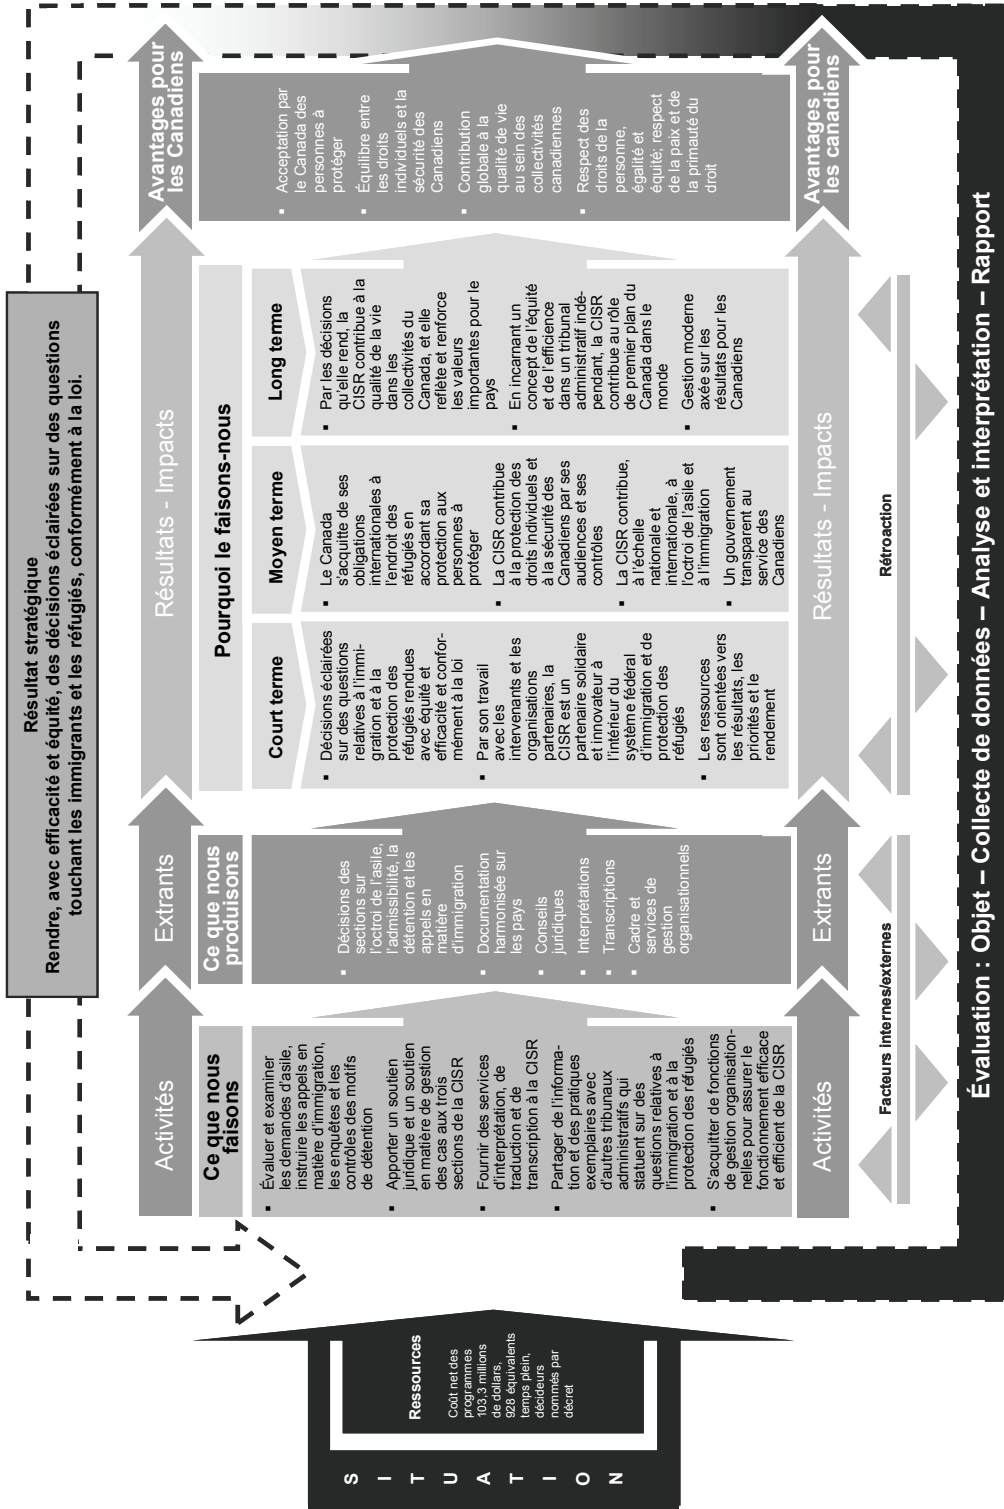 Résultat stratégique
Rendre, avec efficacité et équité, des décisions éclairées sur des questions
touchant les immigrants et les réfugiés, conformément à la loi.
SITUATION
Ressources
Coût net des
programmes
103,3 millions
de dollars,
928 équivalents
temps plein,
décideurs
nommés par
décret
Activités
Extrants
Résultats - Impacts
Avantages pour
les Canadiens
Ce que nous
faisons
▪ Évaluer et examiner
les demandes d'asile,
instruire les appels en
matière d'immigration,
les enquêtes et les
contrôles des motifs
de détention
▪ Apporter un soutien
juridique et un soutien
en matière de gestion
des cas aux trois
sections de la CISR
▪ Fournir des services
d'interprétation, de
traduction et de
transcription à la CISR
▪ Partager de l'informa-
tion et des pratiques
exemplaires avec
d'autres tribunaux
administratifs qui
statuent sur des
questions relatives à
l'immigration et à la
protection des réfugiés
▪ S'acquitter de fonctions
de gestion organisation-
nelles pour assurer le
fonctionnement efficace
et efficient de la CISR
Ce que nous
produisons
▪ Décisions des
sections sur
l'octroi de l'asile,
l'admissibilité, la
détention et les
appels en
matière
d'immigration
▪ Documentation
harmonisée sur
les pays
▪ Conseils
juridiques
▪ Interprétations
▪ Transcriptions
▪ Cadre et
services de
gestion
organisationnels
Pourquoi le faisons-nous
Court terme
▪ Décisions éclairées
sur des questions
relatives à l'immi-
gration et à la
protection des
réfugiés rendues
avec équité et
efficacité et confor-
mément à la loi
▪ Par son travail
avec les
intervenants et les
organisations
partenaires, la
CISR est un
partenaire solidaire
et innovateur à
l'intérieur du
système fédéral
d'immigration et de
protection des
réfugiés
▪ Les ressources
sont orientées vers
les résultats, les
priorités et le
rendement
Moyen terme
▪ Le Canada
s'acquitte de ses
obligations
internationales à
l'endroit des
réfugiés en
accordant sa
protection aux
personnes à
protéger
▪ La CISR contribue
à la protection des
droits individuels et
à la sécurité des
Canadiens par ses
audiences et ses
contrôles
▪ La CISR contribue,
à l'échelle
nationale et
internationale, à
l'octroi de l'asile et
à l'immigration
▪ Un gouvernement
transparent au
service des
Canadiens
Long terme
▪ Par les décisions
qu'elle rend, la
CISR contribue à la
qualité de la vie
dans les
collectivités du
Canada, et elle
reflète et renforce
les valeurs
importantes pour le
pays
▪ En incarnant un
concept de l'équité
et de l'efficience
dans un tribunal
administratif indé-
pendant, la CISR
contribue au rôle
de premier plan du
Canada dans le
monde
▪ Gestion moderne
axée sur les
résultats pour les
Canadiens
▪ Acceptation par
le Canada des
personnes à
protéger
▪ Équilibre entre
les droits
individuels et la
sécurité des
Canadiens
▪ Contribution
globale à la
qualité de vie
au sein des
collectivités
canadiennes
▪ Respect des
droits de la
personne,
égalité et
équité; respect
de la paix et de
la primauté du
droit
Activités
Extrants
Résultats - Impacts
Avantages pour
les canadiens
Facteurs internes/externes
Rétroaction
Évaluation : Objet – Collecte de données – Analyse et interprétation – Rapport